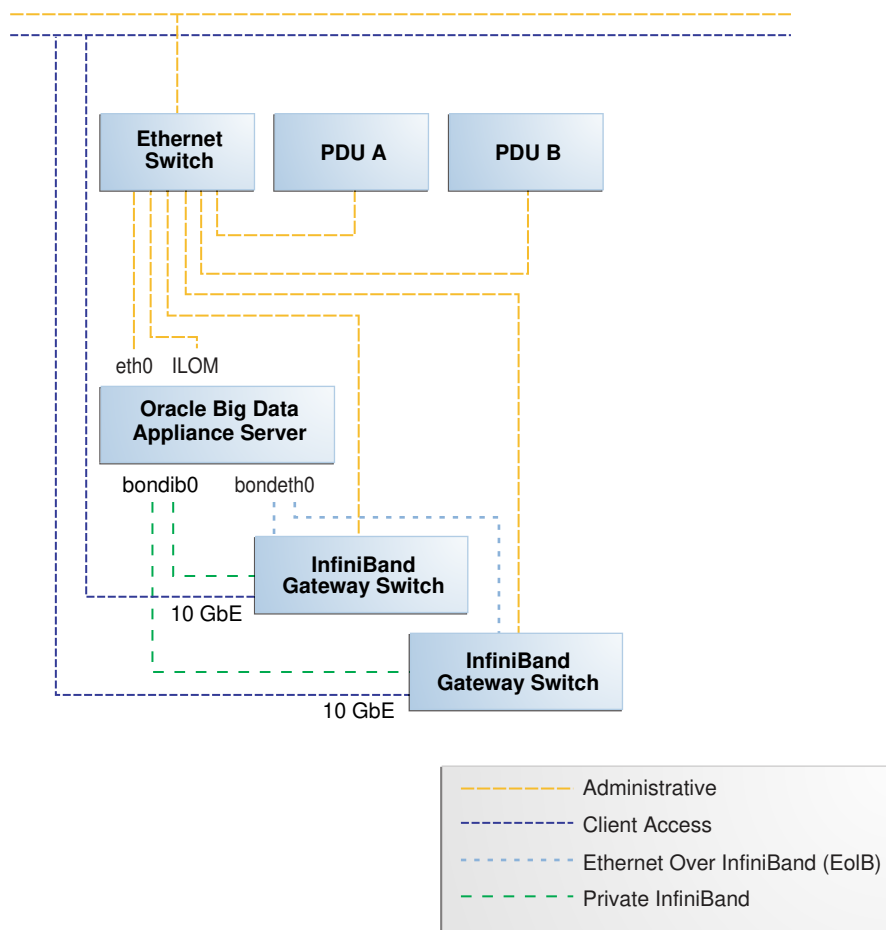 Ethernet
Switch
PDU A
PDU B
eth0
ILOM
Oracle Big Data
Appliance Server
bondib0
bondeth0
InfiniBand
Gateway Switch
10 GbE
InfiniBand
Gateway Switch
10 GbE
Administrative
Client Access
Ethernet Over InfiniBand (EoIB)
Private InfiniBand